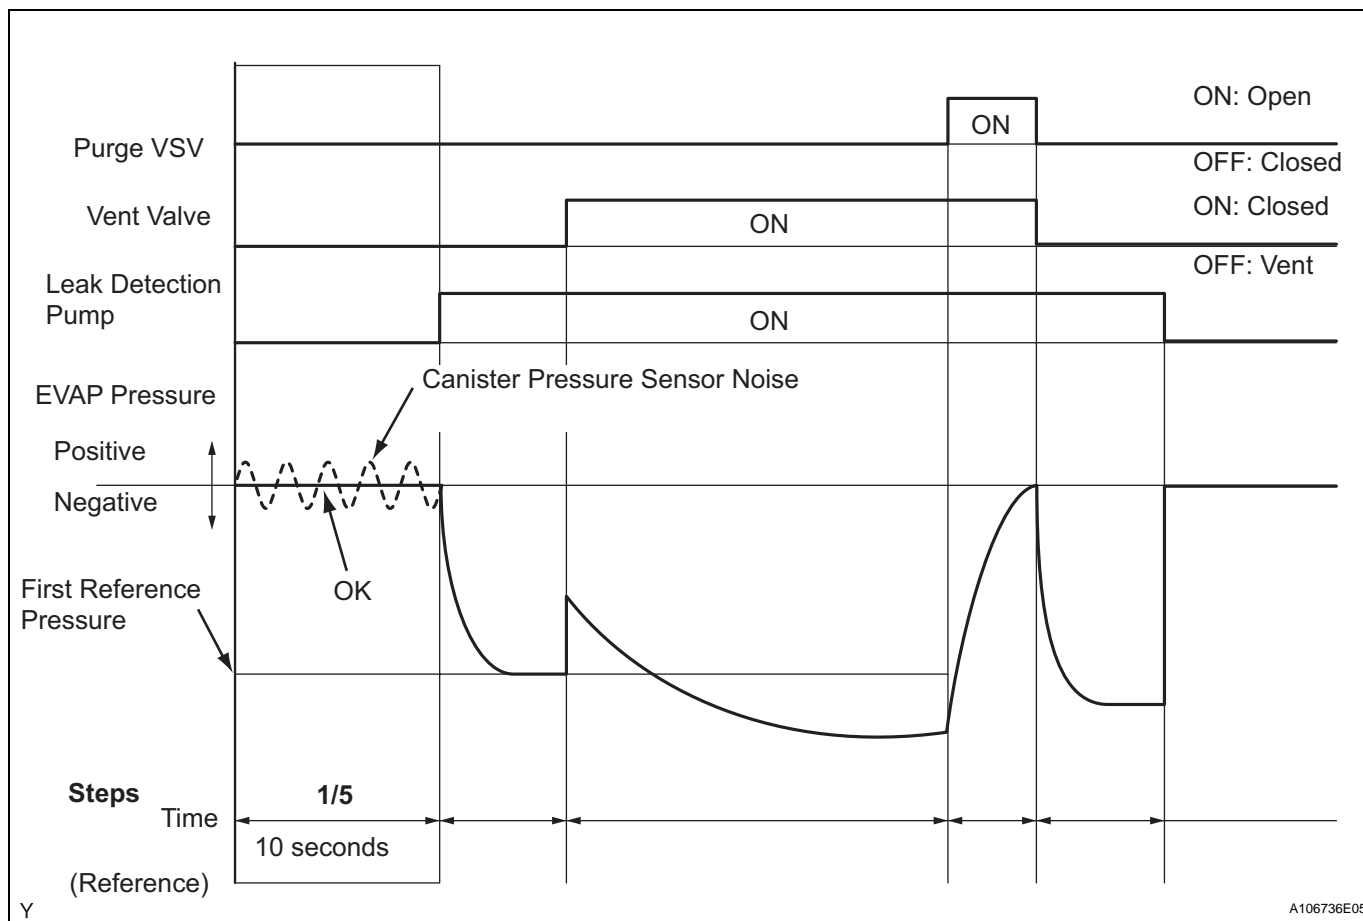 ON: Open
ON
Purge VSV
OFF: Closed
Vent Valve
ON: Closed
ON
OFF: Vent
Leak Detection
Pump
ON
EVAP Pressure
Canister Pressure Sensor Noise
Positive
Negative
OK
First Reference
Pressure
Steps
1/5
Time
10 seconds
(Reference)
Y
A106736E05